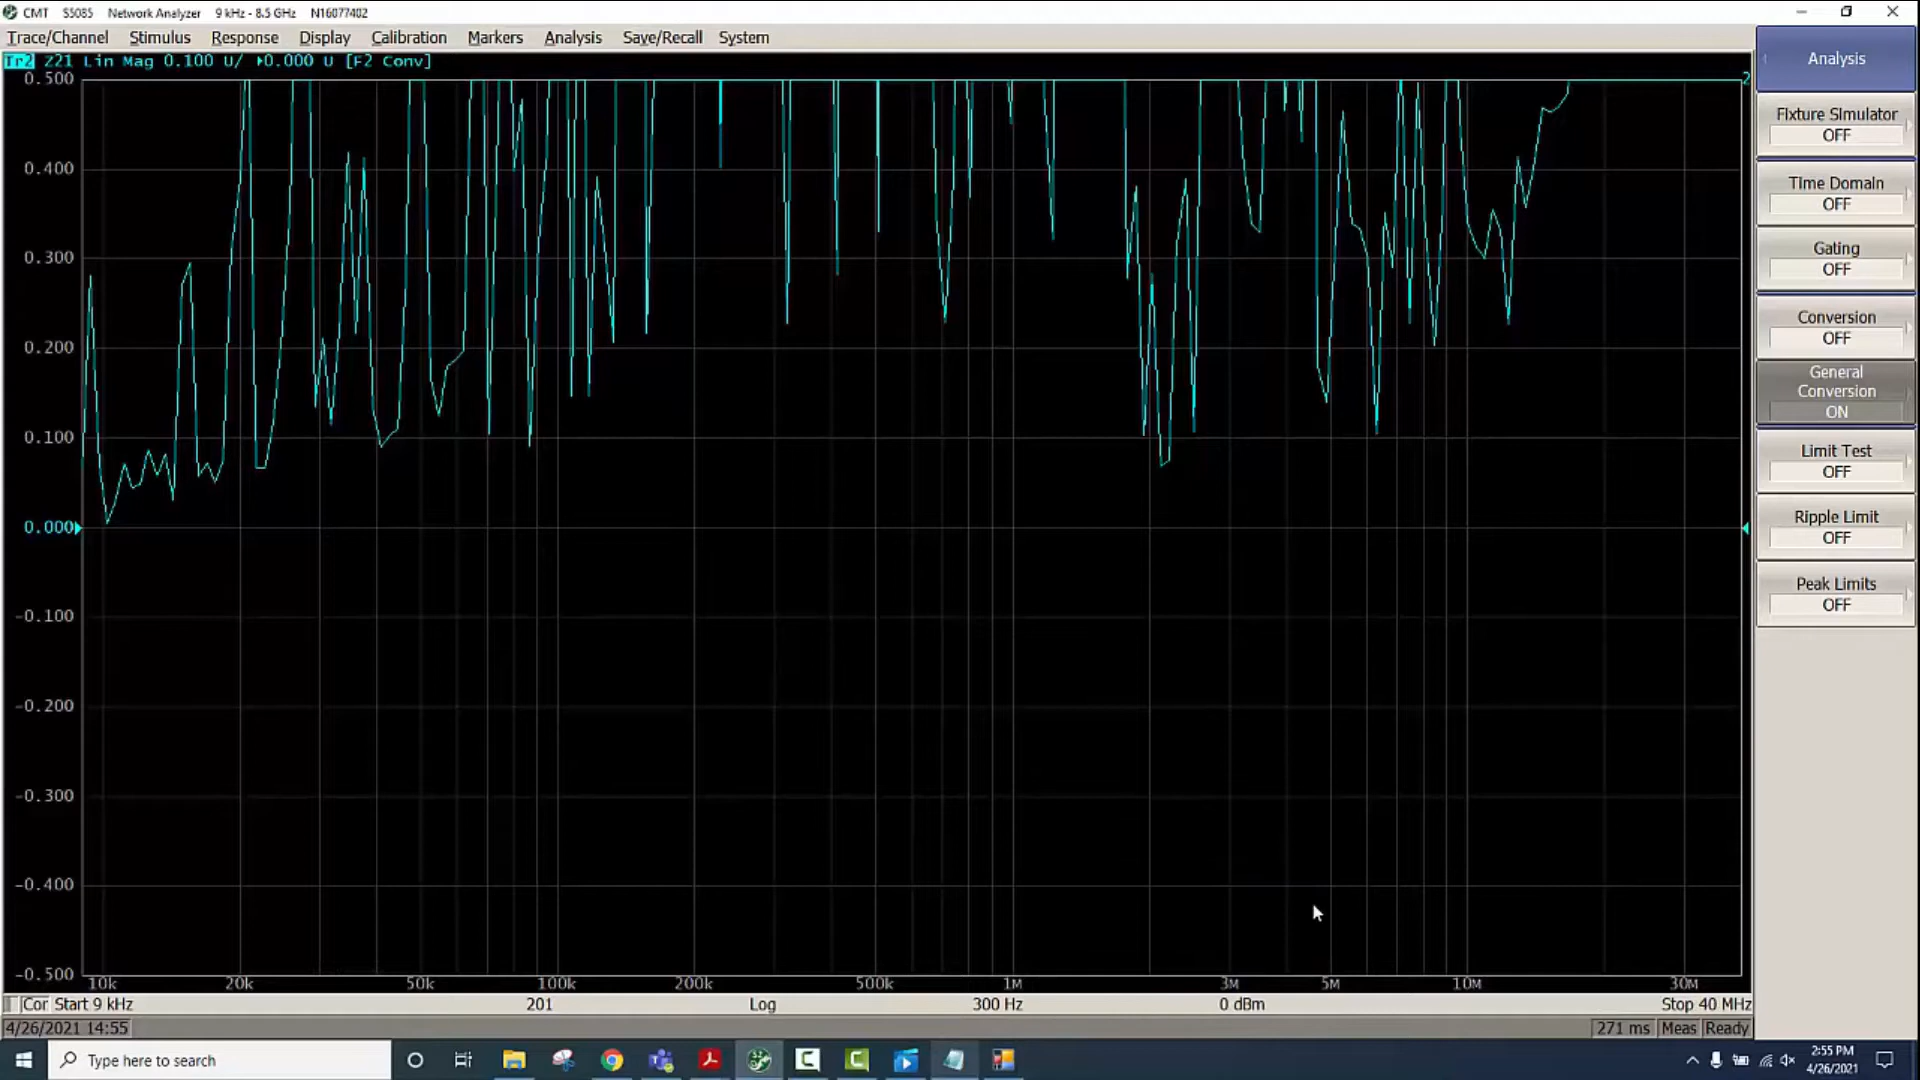 CMT S5085 Network Analyzer 9 kHz - 8.5 GHz N16077402
Trace/Channel Stimulus Response Display Calibration Markers Analysis Save/Recall System
Tr2 Z21 Lin Mag 0.100 U/ ▶0.000 U [F2 Conv]
2
0.500
0.400
0.300
0.200
0.100
0.000
-0.100
-0.200
-0.300
-0.400
-0.500
10k 20k 50k 100k 200k 500k 1M 3M 5M 10M 30M
Cor Start 9 kHz 201 Log 300 Hz 0 dBm Stop 40 MHz
4/26/2021 14:55 271 ms Meas Ready
Analysis
Fixture Simulator
OFF
Time Domain
OFF
Gating
OFF
Conversion
OFF
General
Conversion
ON
Limit Test
OFF
Ripple Limit
OFF
Peak Limits
OFF
Type here to search
2:55 PM
4/26/2021